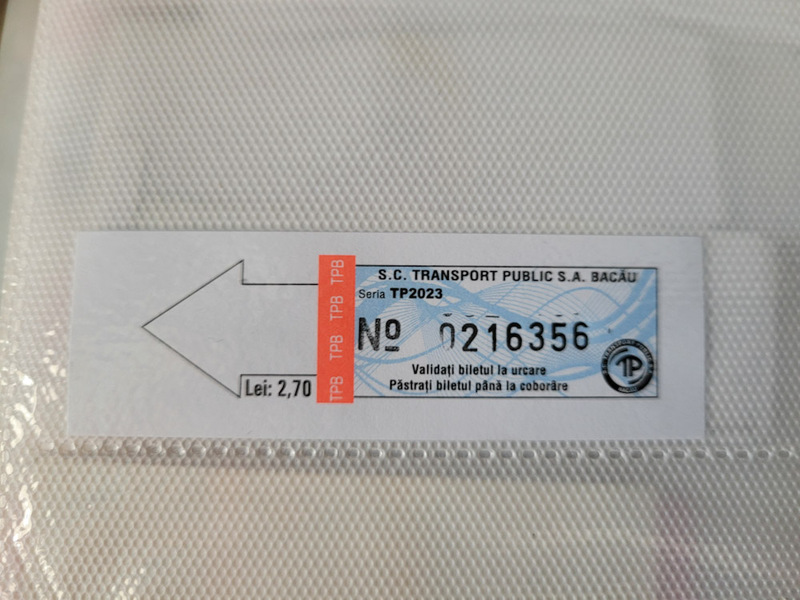 S.C. TRANSPORT PUBLIC S.A. BACĂU
Seria TP2023
Nº 0216356
Validați biletul la urcare
Păstrați biletul până la coborâre
Lei: 2,70
TPB TPB TPB TPB
TP